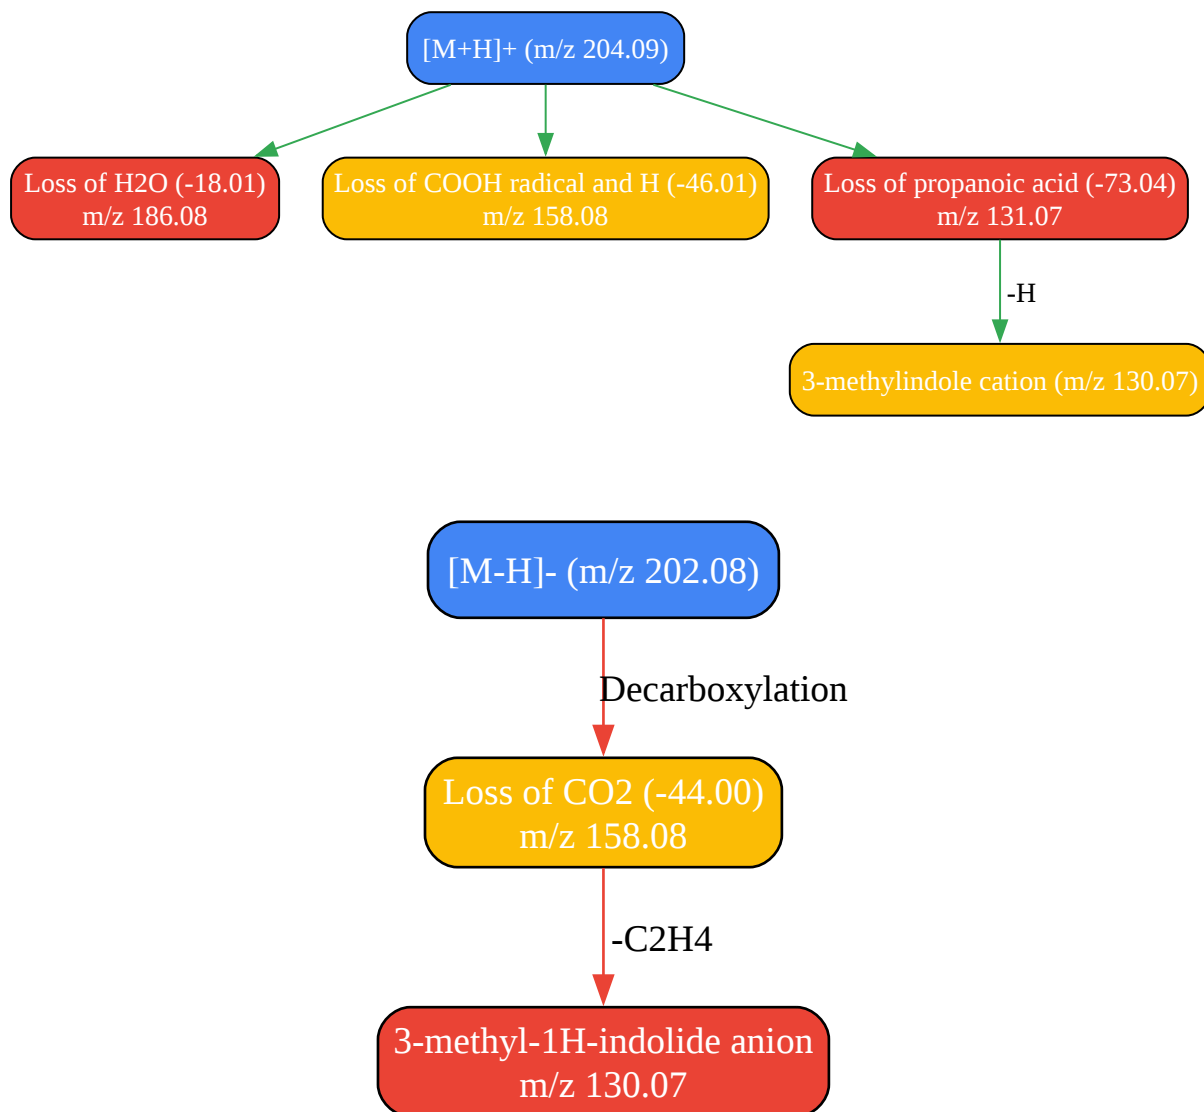 [M+H]+ (m/z 204.09)
Loss of H2O (-18.01)
m/z 186.08
Loss of COOH radical and H (-46.01)
m/z 158.08
Loss of propanoic acid (-73.04)
m/z 131.07
-H
3-methylindole cation (m/z 130.07)
[M-H]- (m/z 202.08)
Decarboxylation
Loss of CO2 (-44.00)
m/z 158.08
-C2H4
3-methyl-1H-indolide anion
m/z 130.07